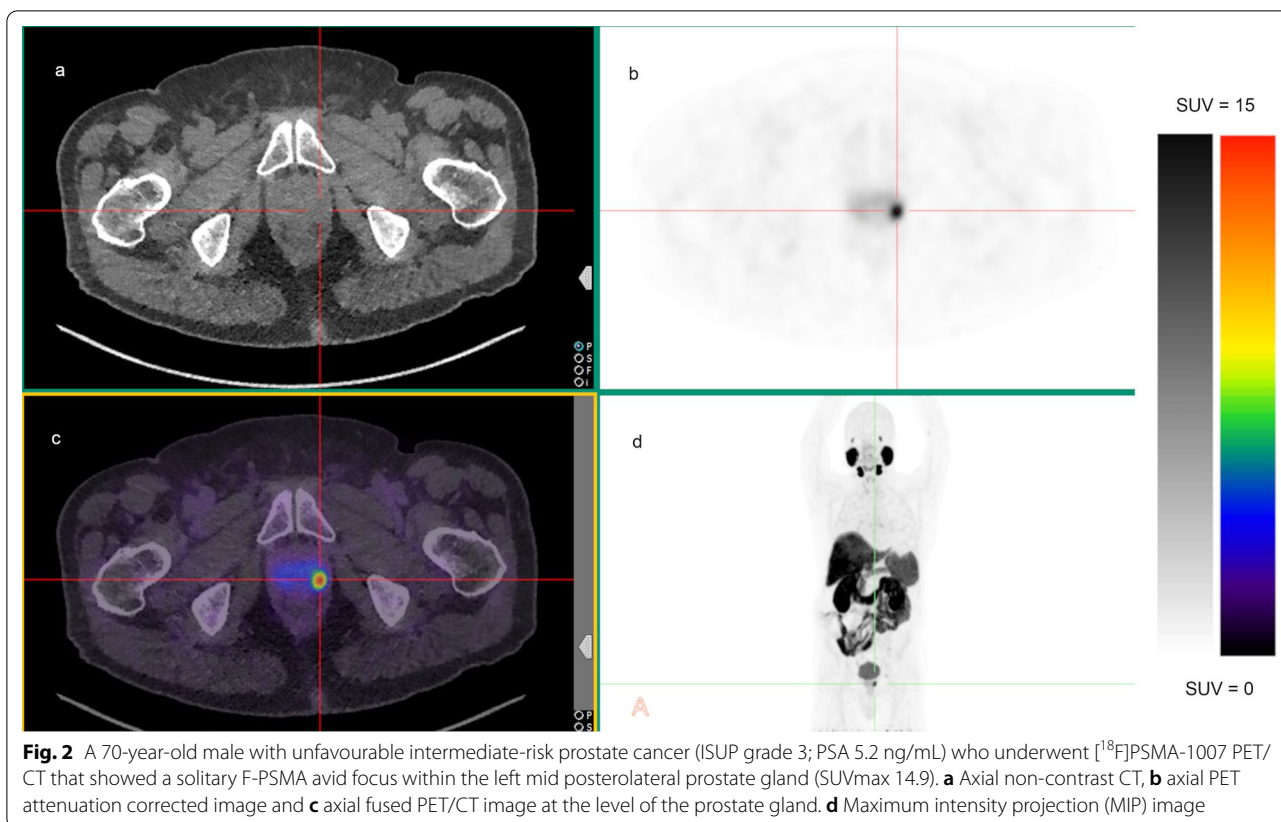 a
b
SUV = 15
P
S
F
i
c
d
SUV = 0
A
P
S
Fig. 2 A 70-year-old male with unfavourable intermediate-risk prostate cancer (ISUP grade 3; PSA 5.2 ng/mL) who underwent [¹⁸F]PSMA-1007 PET/
CT that showed a solitary F-PSMA avid focus within the left mid posterolateral prostate gland (SUVmax 14.9). a Axial non-contrast CT, b axial PET
attenuation corrected image and c axial fused PET/CT image at the level of the prostate gland. d Maximum intensity projection (MIP) image